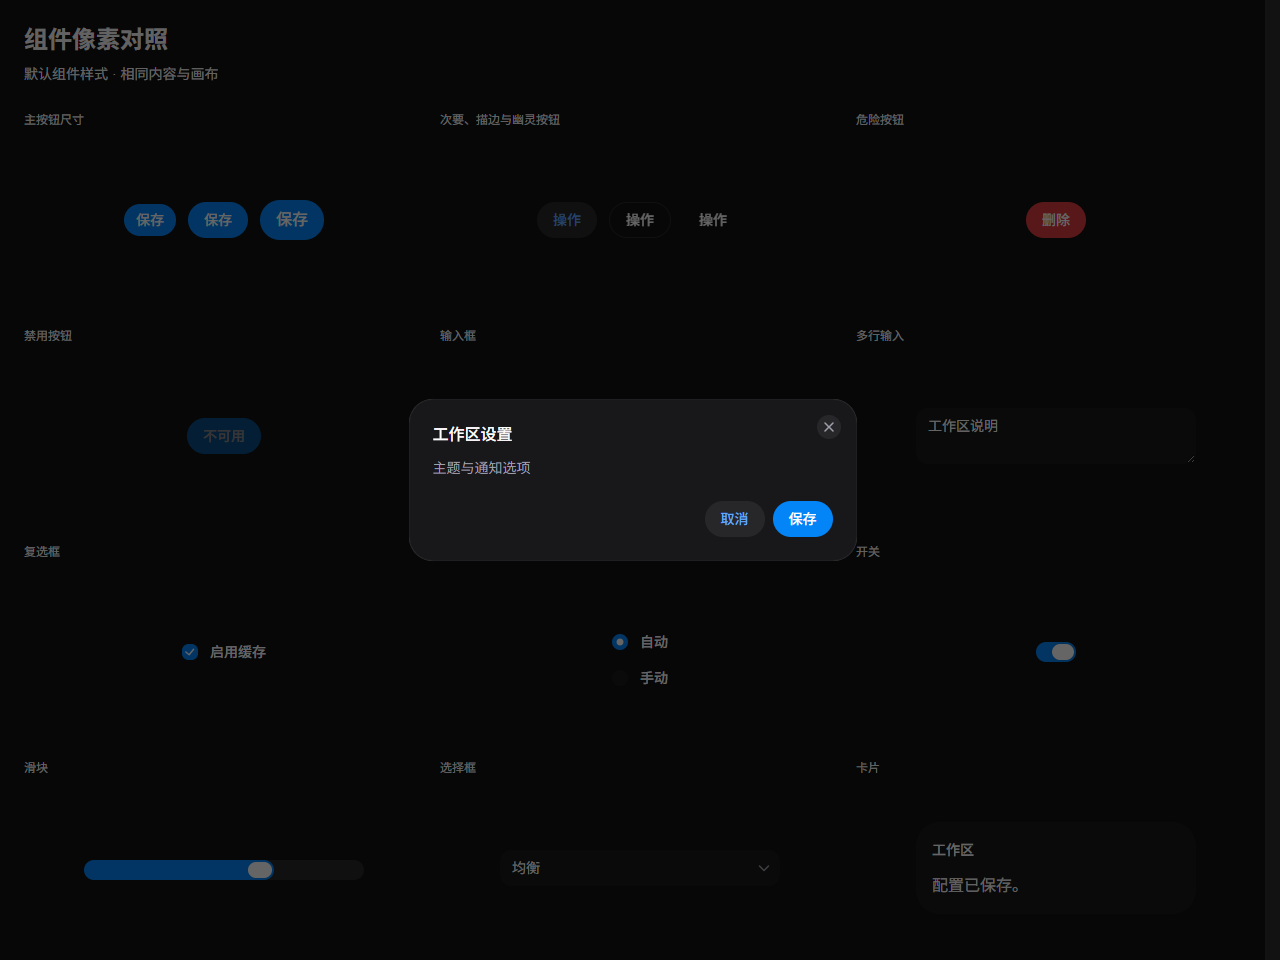 组件像素对照
默认组件样式 · 相同内容与画布
主按钮尺寸
次要、描边与幽灵按钮
危险按钮
保存 保存 保存
操作 操作 操作
删除
禁用按钮
输入框
多行输入
不可用
工作区说明
工作区设置
主题与通知选项
取消 保存
复选框
开关
启用缓存
自动
手动
滑块
选择框
卡片
均衡
工作区
配置已保存。